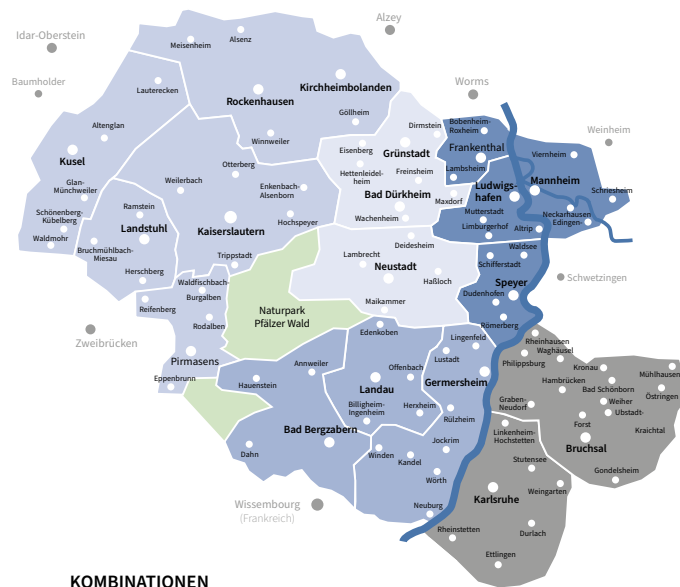 Alzey
Idar-Oberstein
Alsenz
Meisenheim
Baumholder
Worms
Lauterecken
Kirchheimbolanden
Rockenhausen
Göllheim
Altenglan
Dirmstein
Bobenheim-
Roxheim
Weinheim
Winnweiler
Eisenberg
Grünstadt
Frankenthal
Viernheim
Kusel
Otterberg
Hettenleidel-
heim
Freinsheim
Lambsheim
Glan-
Münchweiler
Weilerbach
Enkenbach-
Alsenborn
Bad Dürkheim
Maxdorf
Ludwigs-
hafen
Mannheim
Schriesheim
Schönenberg-
Kübelberg
Ramstein
Wachenheim
Mutterstadt
Neckarhausen
Edingen-
Landstuhl
Kaiserslautern
Hochspeyer
Limburgerhof
Altrip
Waldmohr
Bruchmühlbach-
Miesau
Deidesheim
Waldsee
Trippstadt
Lambrecht
Neustadt
Schifferstadt
Herschberg
Haßloch
Speyer
Schwetzingen
Waldfischbach-
Burgalben
Dudenhofen
Reifenberg
Maikammer
Naturpark
Pfälzer Wald
Rodalben
Edenkoben
Römerberg
Zweibrücken
Lingenfeld
Rheinhausen
Waghäusel
Pirmasens
Annweiler
Lustadt
Philippsburg
Kronau
Mühlhausen
Eppenbrunn
Hauenstein
Offenbach
Landau
Germersheim
Hambrücken
Bad Schönborn
Östringen
Billigheim-
Ingenheim
Herxheim
Graben-
Neudorf
Weiher
Ubstadt-
Rülzheim
Forst
Kraichtal
Bad Bergzabern
Linkenheim-
Hochstetten
Bruchsal
Dahn
Jockrim
Winden
Kandel
Stutensee
Gondelsheim
Wörth
Karlsruhe
Weingarten
Wissembourg
(Frankreich)
Neuburg
Rheinstetten
Durlach
Ettlingen
KOMBINATIONEN